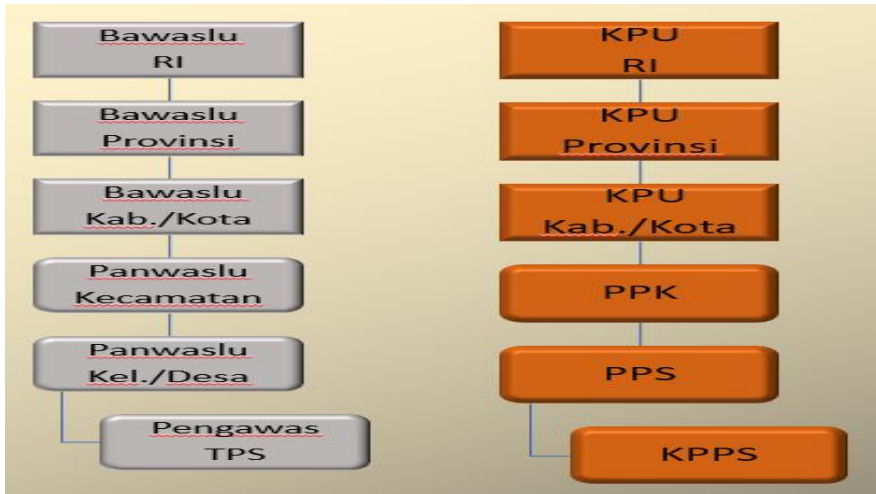 Bawaslu
RI
Bawaslu
Provinsi
Bawaslu
Kab./Kota
Panwaslu
Kecamatan
Panwaslu
Kel./Desa
Pengawas
TPS
KPU
RI
KPU
Provinsi
KPU
Kab./Kota
PPK
PPS
KPPS